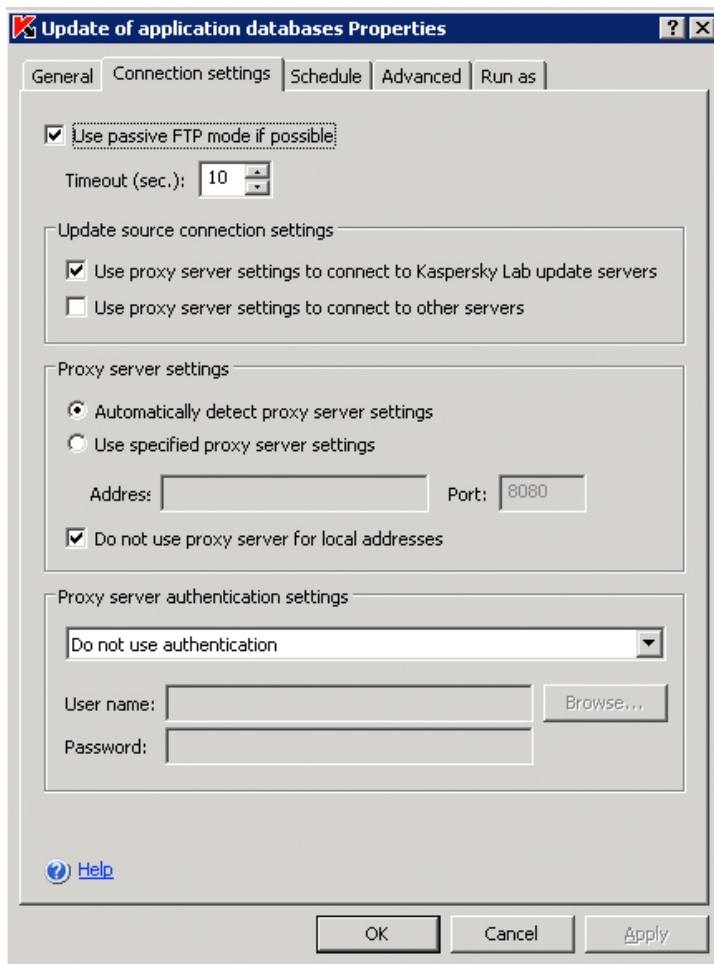 Update of application databases Properties
General Connection settings Schedule Advanced Run as
Use passive FTP mode if possible
Timeout (sec.): 10
Update source connection settings
Use proxy server settings to connect to Kaspersky Lab update servers
Use proxy server settings to connect to other servers
Proxy server settings
Automatically detect proxy server settings
Use specified proxy server settings
Address: Port: 8080
Do not use proxy server for local addresses
Proxy server authentication settings
Do not use authentication
User name: Browse...
Password:
Help
OK Cancel Apply